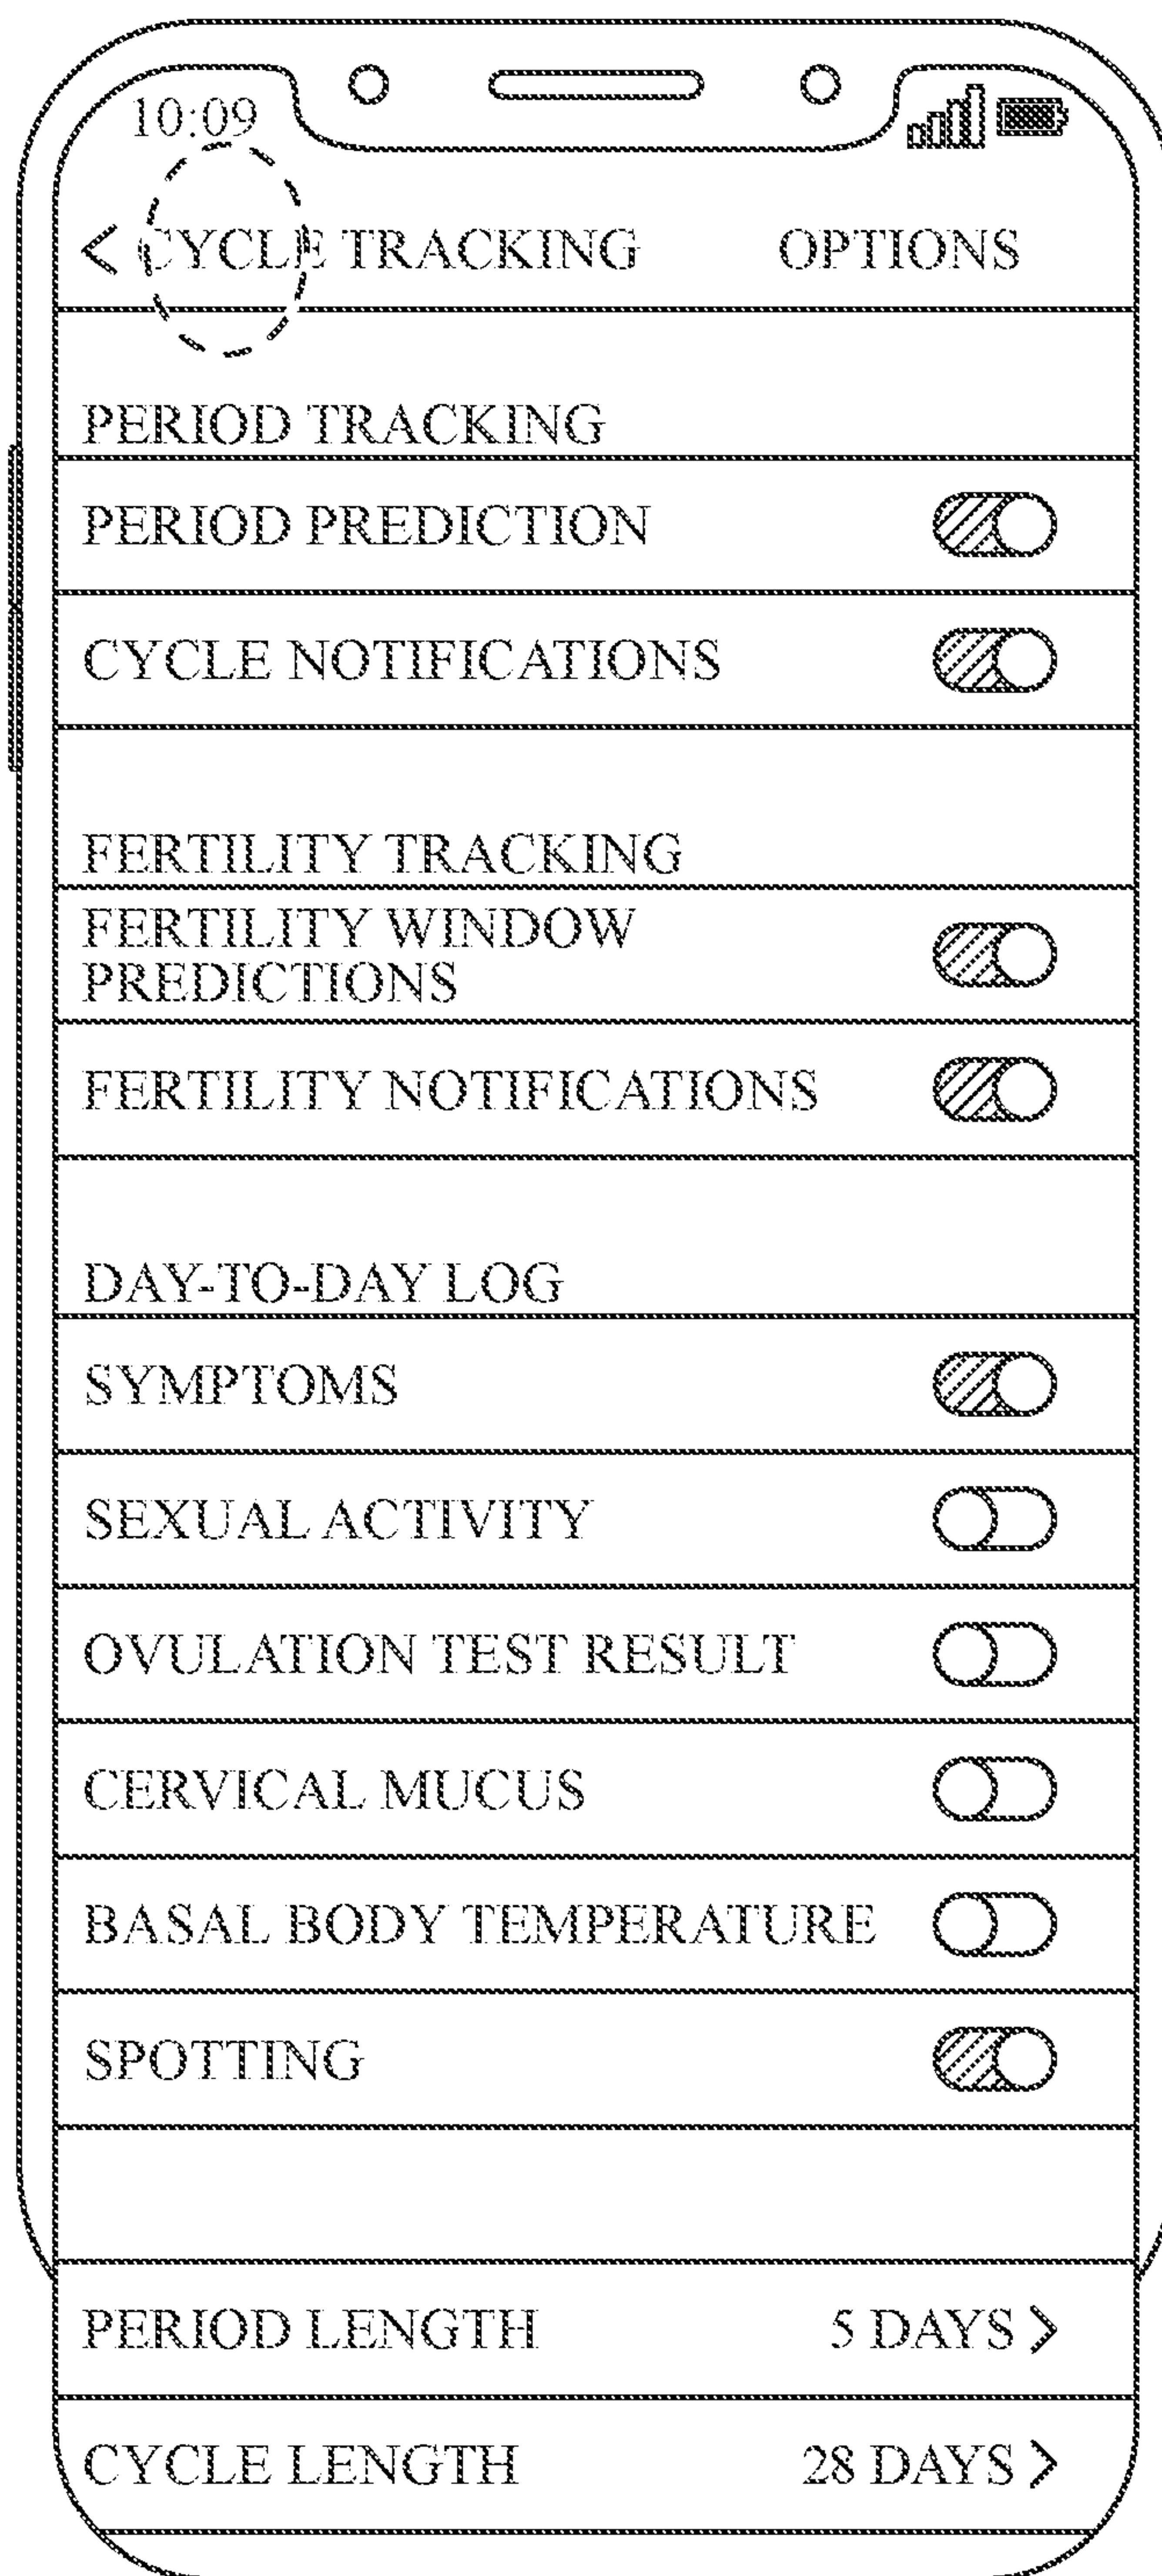 10:09
< CYCLE TRACKING OPTIONS
PERIOD TRACKING
PERIOD PREDICTION
CYCLE NOTIFICATIONS
FERTILITY TRACKING
FERTILITY WINDOW
PREDICTIONS
FERTILITY NOTIFICATIONS
DAY-TO-DAY LOG
SYMPTOMS
SEXUAL ACTIVITY
OVULATION TEST RESULT
CERVICAL MUCUS
BASAL BODY TEMPERATURE
SPOTTING
PERIOD LENGTH 5 DAYS >
CYCLE LENGTH 28 DAYS >